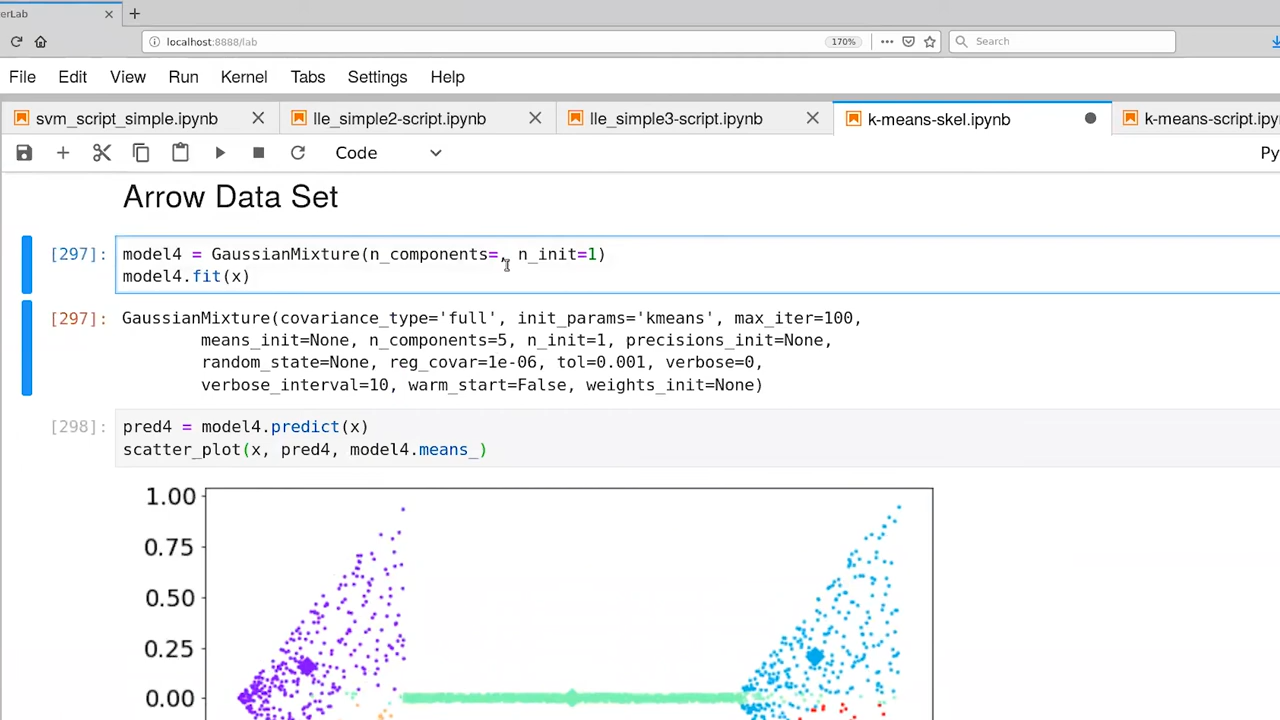 terLab
localhost:8888/lab 170% Search
File Edit View Run Kernel Tabs Settings Help
svm_script_simple.ipynb lle_simple2-script.ipynb lle_simple3-script.ipynb k-means-skel.ipynb k-means-script.ipy
Code Py
Arrow Data Set
[297]: model4 = GaussianMixture(n_components=, n_init=1)
model4.fit(x)
[297]: GaussianMixture(covariance_type='full', init_params='kmeans', max_iter=100,
means_init=None, n_components=5, n_init=1, precisions_init=None,
random_state=None, reg_covar=1e-06, tol=0.001, verbose=0,
verbose_interval=10, warm_start=False, weights_init=None)
[298]: pred4 = model4.predict(x)
scatter_plot(x, pred4, model4.means_)
1.00
0.75
0.50
0.25
0.00